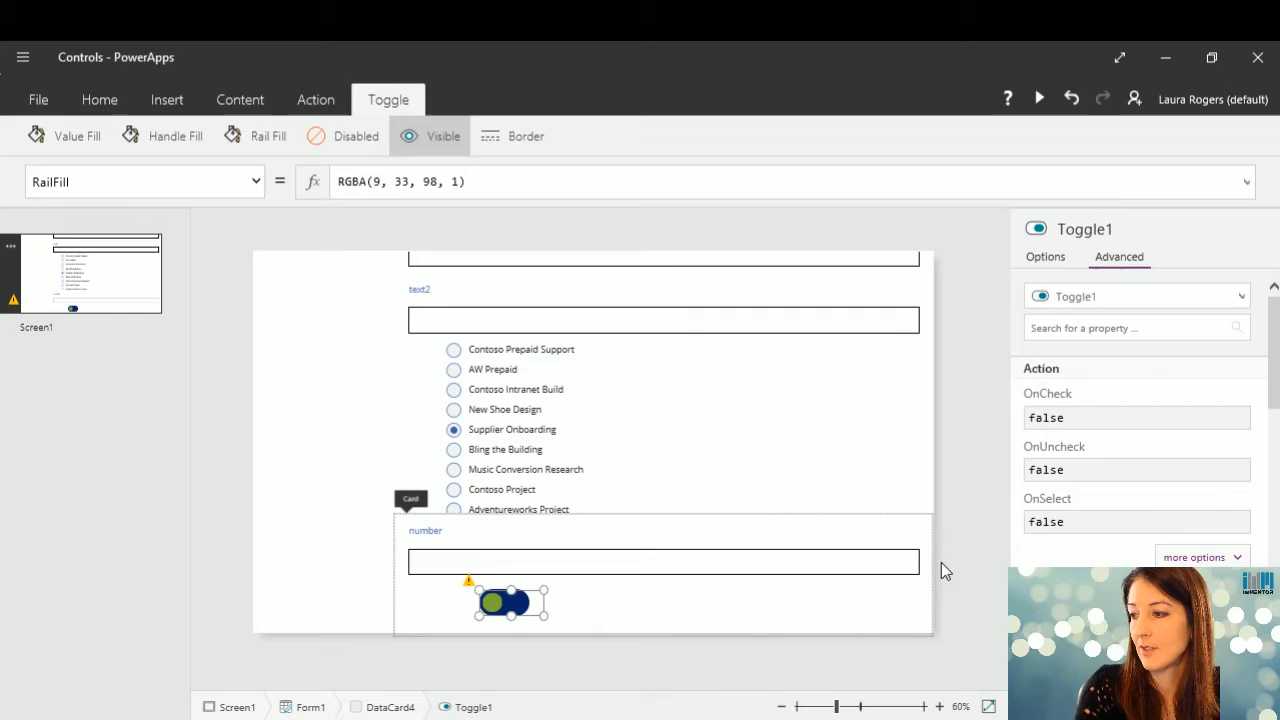 Controls - PowerApps
File Home Insert Content Action Toggle
? Laura Rogers (default)
Value Fill Handle Fill Rail Fill Disabled Visible Border
RailFill = fx RGBA(9, 33, 98, 1)
Toggle1
Options Advanced
Toggle1
Search for a property ...
Action
OnCheck
false
OnUncheck
false
OnSelect
false
more options
Screen1
text2
Contoso Prepaid Support
AW Prepaid
Contoso Intranet Build
New Shoe Design
Supplier Onboarding
Bling the Building
Music Conversion Research
Contoso Project
Adventureworks Project
Card
number
Screen1 Form1 DataCard4 Toggle1
60%
iwMENTOR